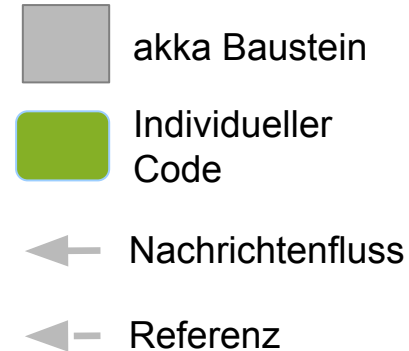 akka Baustein
Individueller
Code
Nachrichtenfluss
Referenz